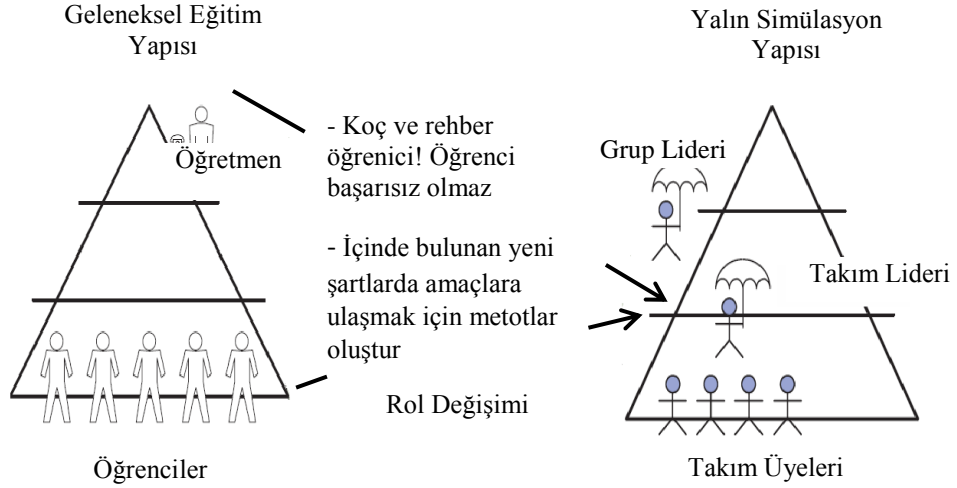 Geleneksel Eğitim
Yapısı
Öğretmen
Öğrenciler
- Koç ve rehber
öğrenici! Öğrenci
başarısız olmaz
- İçinde bulunan yeni
şartlarda amaçlara
ulaşmak için metotlar
oluştur
Rol Değişimi
Yalın Simülasyon
Yapısı
Grup Lideri
Takım Lideri
Takım Üyeleri